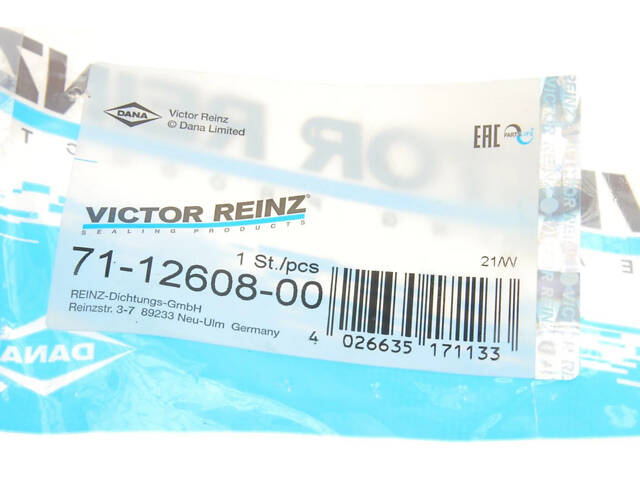 DANA
Victor Reinz
© Dana Limited
EAC
VICTOR REINZ®
SEALING PRODUCTS
1 St./pcs
21/W
71-12608-00
REINZ-Dichtungs-GmbH
Reinzstr. 3-7 89233 Neu-Ulm Germany
4 026635 171133
DANA